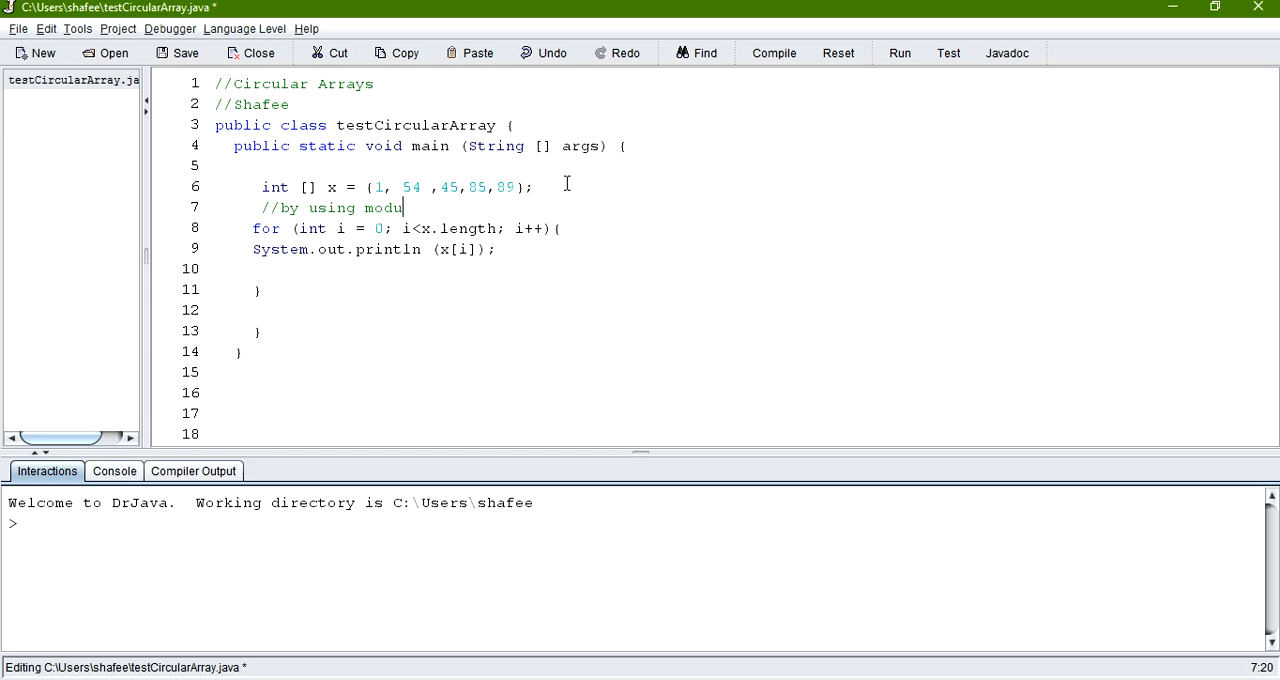 C:\Users\shafee\testCircularArray.java *
File Edit Tools Project Debugger Language Level Help
New Open Save Close Cut Copy Paste Undo Redo Find Compile Reset Run Test Javadoc
testCircularArray.ja
1 //Circular Arrays
2 //Shafee
3 public class testCircularArray {
4 public static void main (String [] args) {
5
6 int [] x = {1, 54 ,45,85,89};
7 //by using modu
8 for (int i = 0; i<x.length; i++){
9 System.out.println (x[i]);
10
11 }
12
13 }
14 }
15
16
17
18
Interactions Console Compiler Output
Welcome to DrJava. Working directory is C:\Users\shafee
>
Editing C:\Users\shafee\testCircularArray.java * 7:20